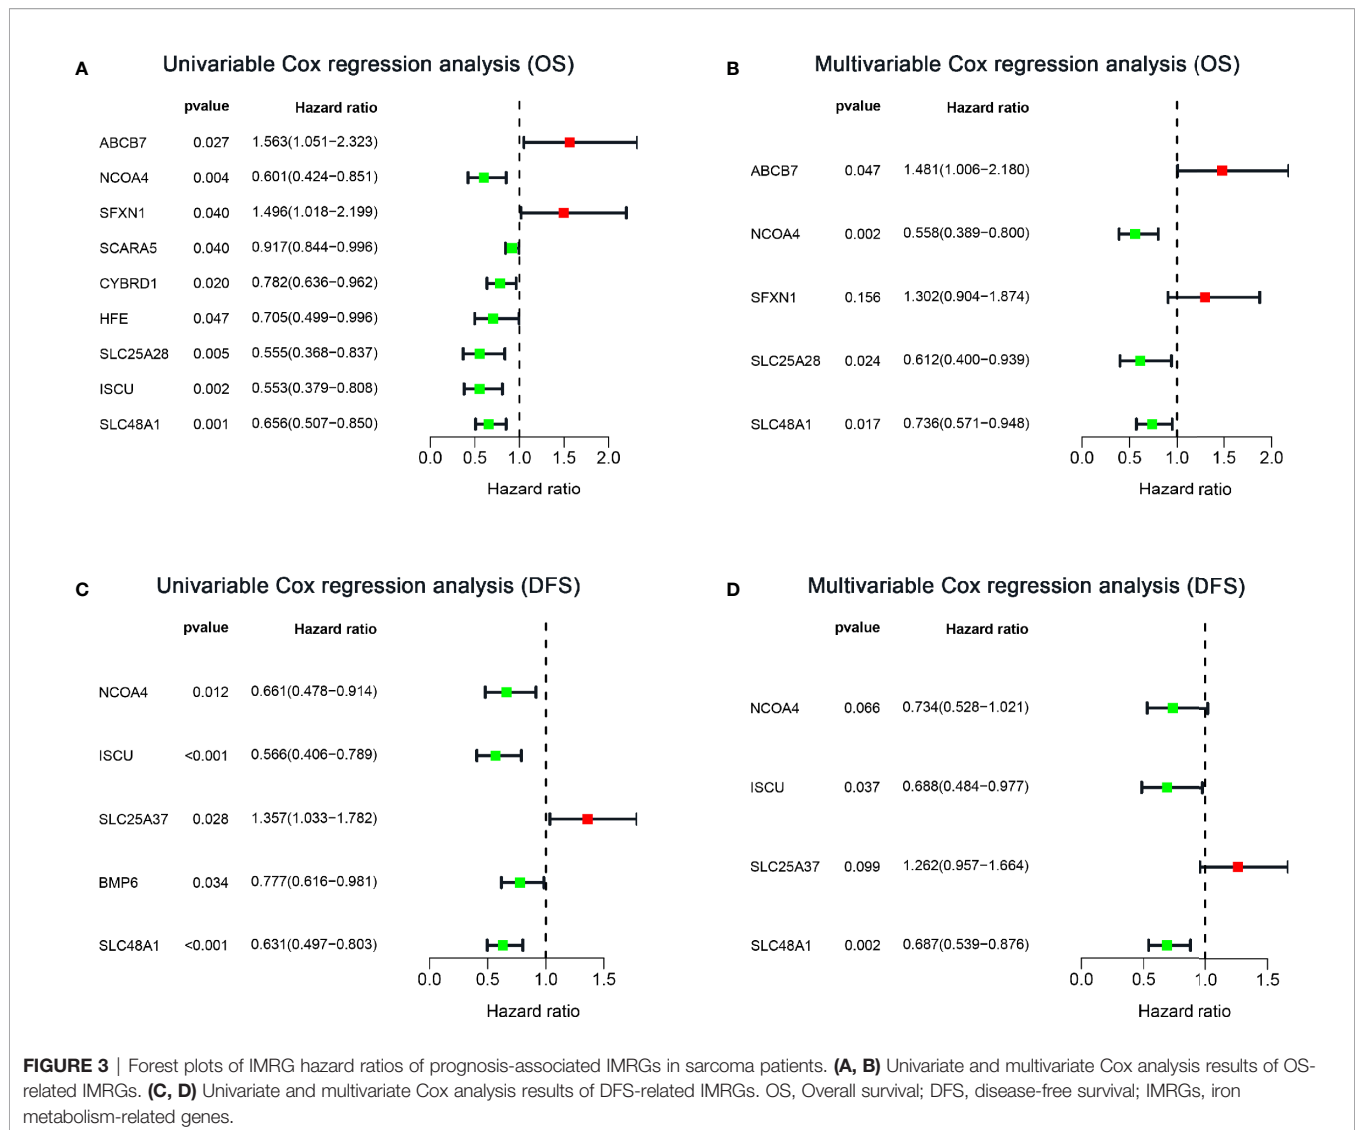 A Univariable Cox regression analysis (OS)
pvalue Hazard ratio
ABCB7 0.027 1.563(1.051−2.323)
NCOA4 0.004 0.601(0.424−0.851)
SFXN1 0.040 1.496(1.018−2.199)
SCARA5 0.040 0.917(0.844−0.996)
CYBRD1 0.020 0.782(0.636−0.962)
HFE 0.047 0.705(0.499−0.996)
SLC25A28 0.005 0.555(0.368−0.837)
ISCU 0.002 0.553(0.379−0.808)
SLC48A1 0.001 0.656(0.507−0.850)
0.0 0.5 1.0 1.5 2.0
Hazard ratio
B Multivariable Cox regression analysis (OS)
pvalue Hazard ratio
ABCB7 0.047 1.481(1.006−2.180)
NCOA4 0.002 0.558(0.389−0.800)
SFXN1 0.156 1.302(0.904−1.874)
SLC25A28 0.024 0.612(0.400−0.939)
SLC48A1 0.017 0.736(0.571−0.948)
0.0 0.5 1.0 1.5 2.0
Hazard ratio
C Univariable Cox regression analysis (DFS)
pvalue Hazard ratio
NCOA4 0.012 0.661(0.478−0.914)
ISCU <0.001 0.566(0.406−0.789)
SLC25A37 0.028 1.357(1.033−1.782)
BMP6 0.034 0.777(0.616−0.981)
SLC48A1 <0.001 0.631(0.497−0.803)
0.0 0.5 1.0 1.5
Hazard ratio
D Multivariable Cox regression analysis (DFS)
pvalue Hazard ratio
NCOA4 0.066 0.734(0.528−1.021)
ISCU 0.037 0.688(0.484−0.977)
SLC25A37 0.099 1.262(0.957−1.664)
SLC48A1 0.002 0.687(0.539−0.876)
0.0 0.5 1.0 1.5
Hazard ratio
FIGURE 3 | Forest plots of IMRG hazard ratios of prognosis-associated IMRGs in sarcoma patients. (A, B) Univariate and multivariate Cox analysis results of OS-
related IMRGs. (C, D) Univariate and multivariate Cox analysis results of DFS-related IMRGs. OS, Overall survival; DFS, disease-free survival; IMRGs, iron
metabolism-related genes.